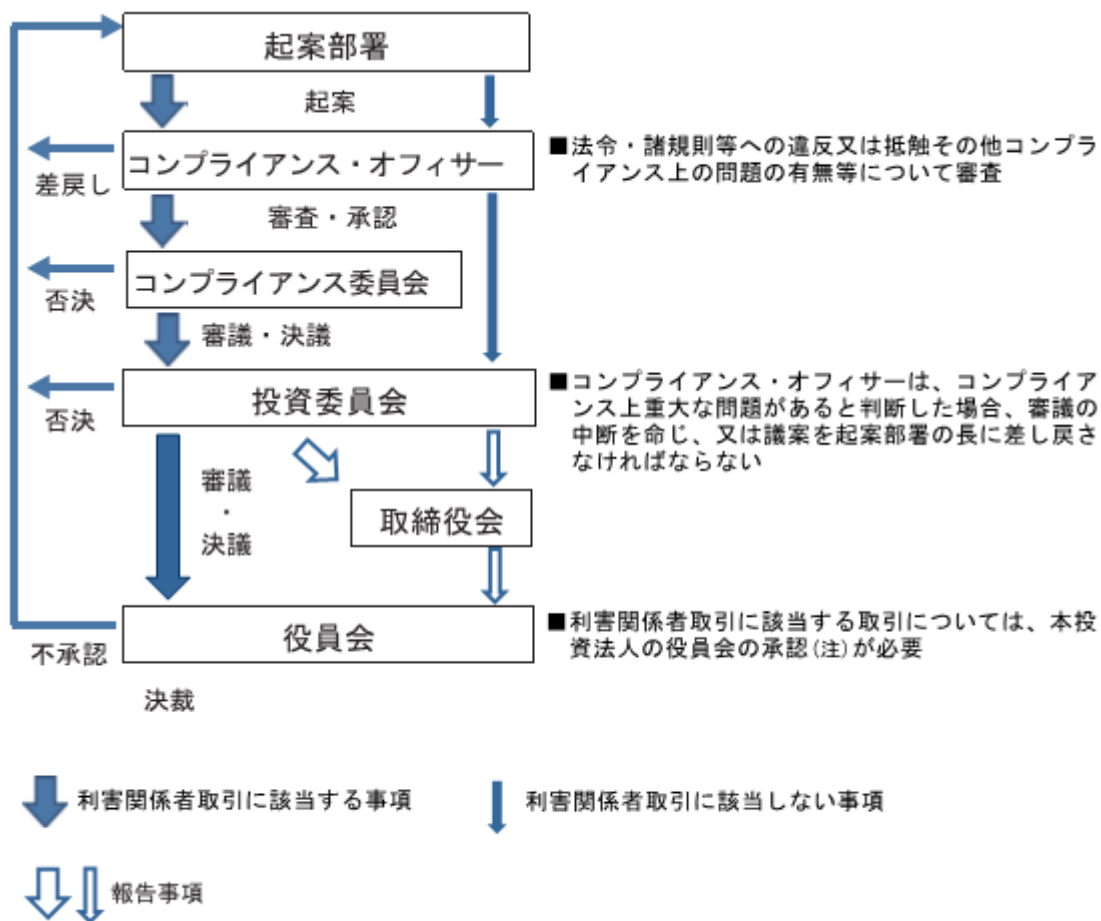 起案部署
起案
コンプライアンス・オフィサー
差戻し
■法令・諸規則等への違反又は抵触その他コンプラ
イアンス上の問題の有無等について審査
審査・承認
コンプライアンス委員会
否決
審議・決議
投資委員会
否決
■コンプライアンス・オフィサーは、コンプライア
ンス上重大な問題があると判断した場合、審議の
中断を命じ、又は議案を起案部署の長に差し戻さ
なければならない
審議
・
決議
取締役会
役員会
不承認
■利害関係者取引に該当する取引については、本投
資法人の役員会の承認(注)が必要
決裁
利害関係者取引に該当する事項
利害関係者取引に該当しない事項
報告事項